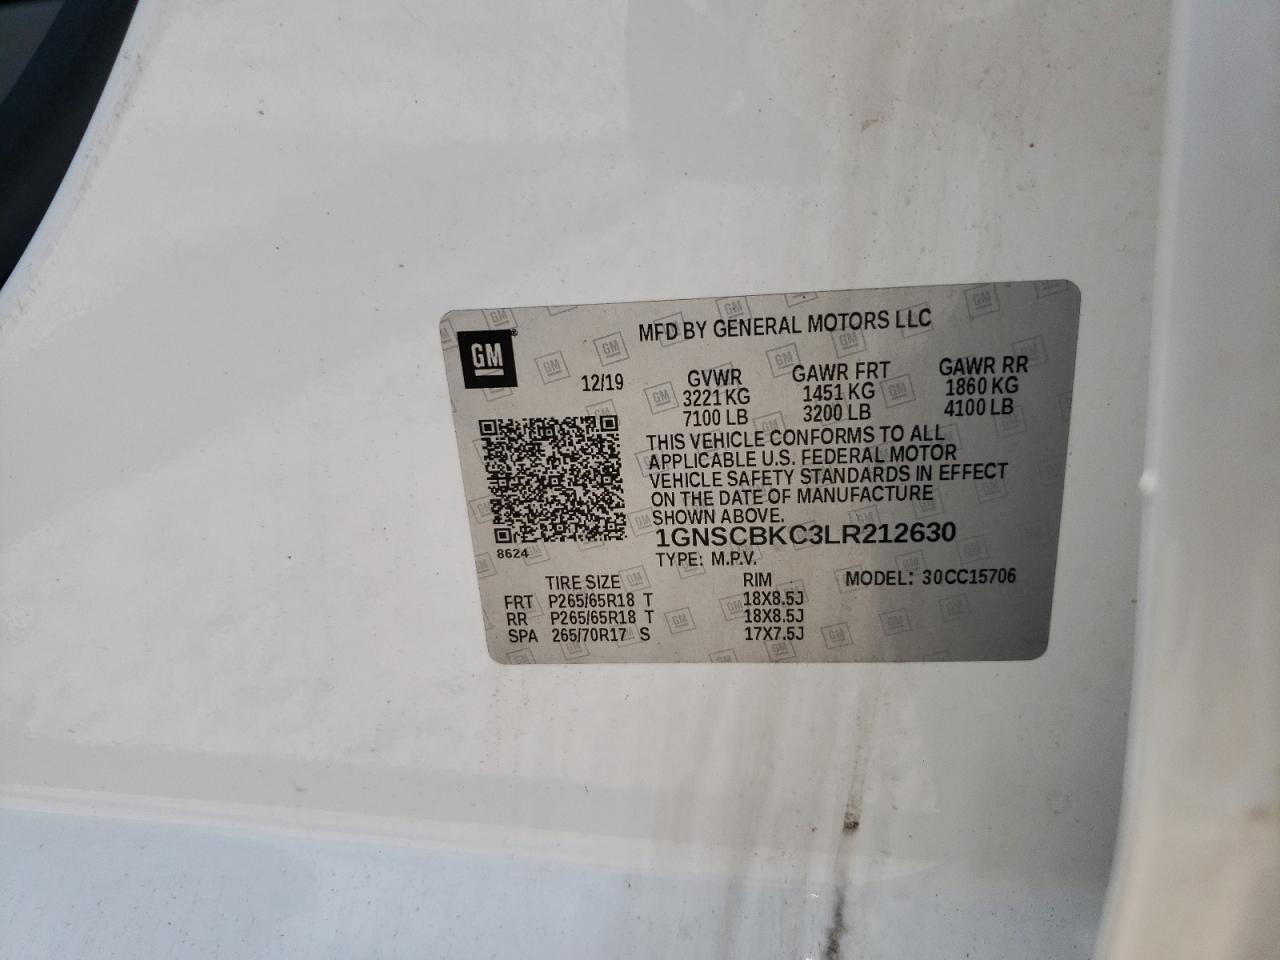 GM
MFD BY GENERAL MOTORS LLC
12/19 GVWR GAWR FRT GAWR RR
3221 KG 1451 KG 1860 KG
7100 LB 3200 LB 4100 LB
THIS VEHICLE CONFORMS TO ALL
APPLICABLE U.S. FEDERAL MOTOR
VEHICLE SAFETY STANDARDS IN EFFECT
ON THE DATE OF MANUFACTURE
SHOWN ABOVE.
1GNSCBKC3LR212630
8624
TYPE: M.P.V.
TIRE SIZE RIM MODEL: 30CC15706
FRT P265/65R18 T 18X8.5J
RR P265/65R18 T 18X8.5J
SPA 265/70R17 S 17X7.5J